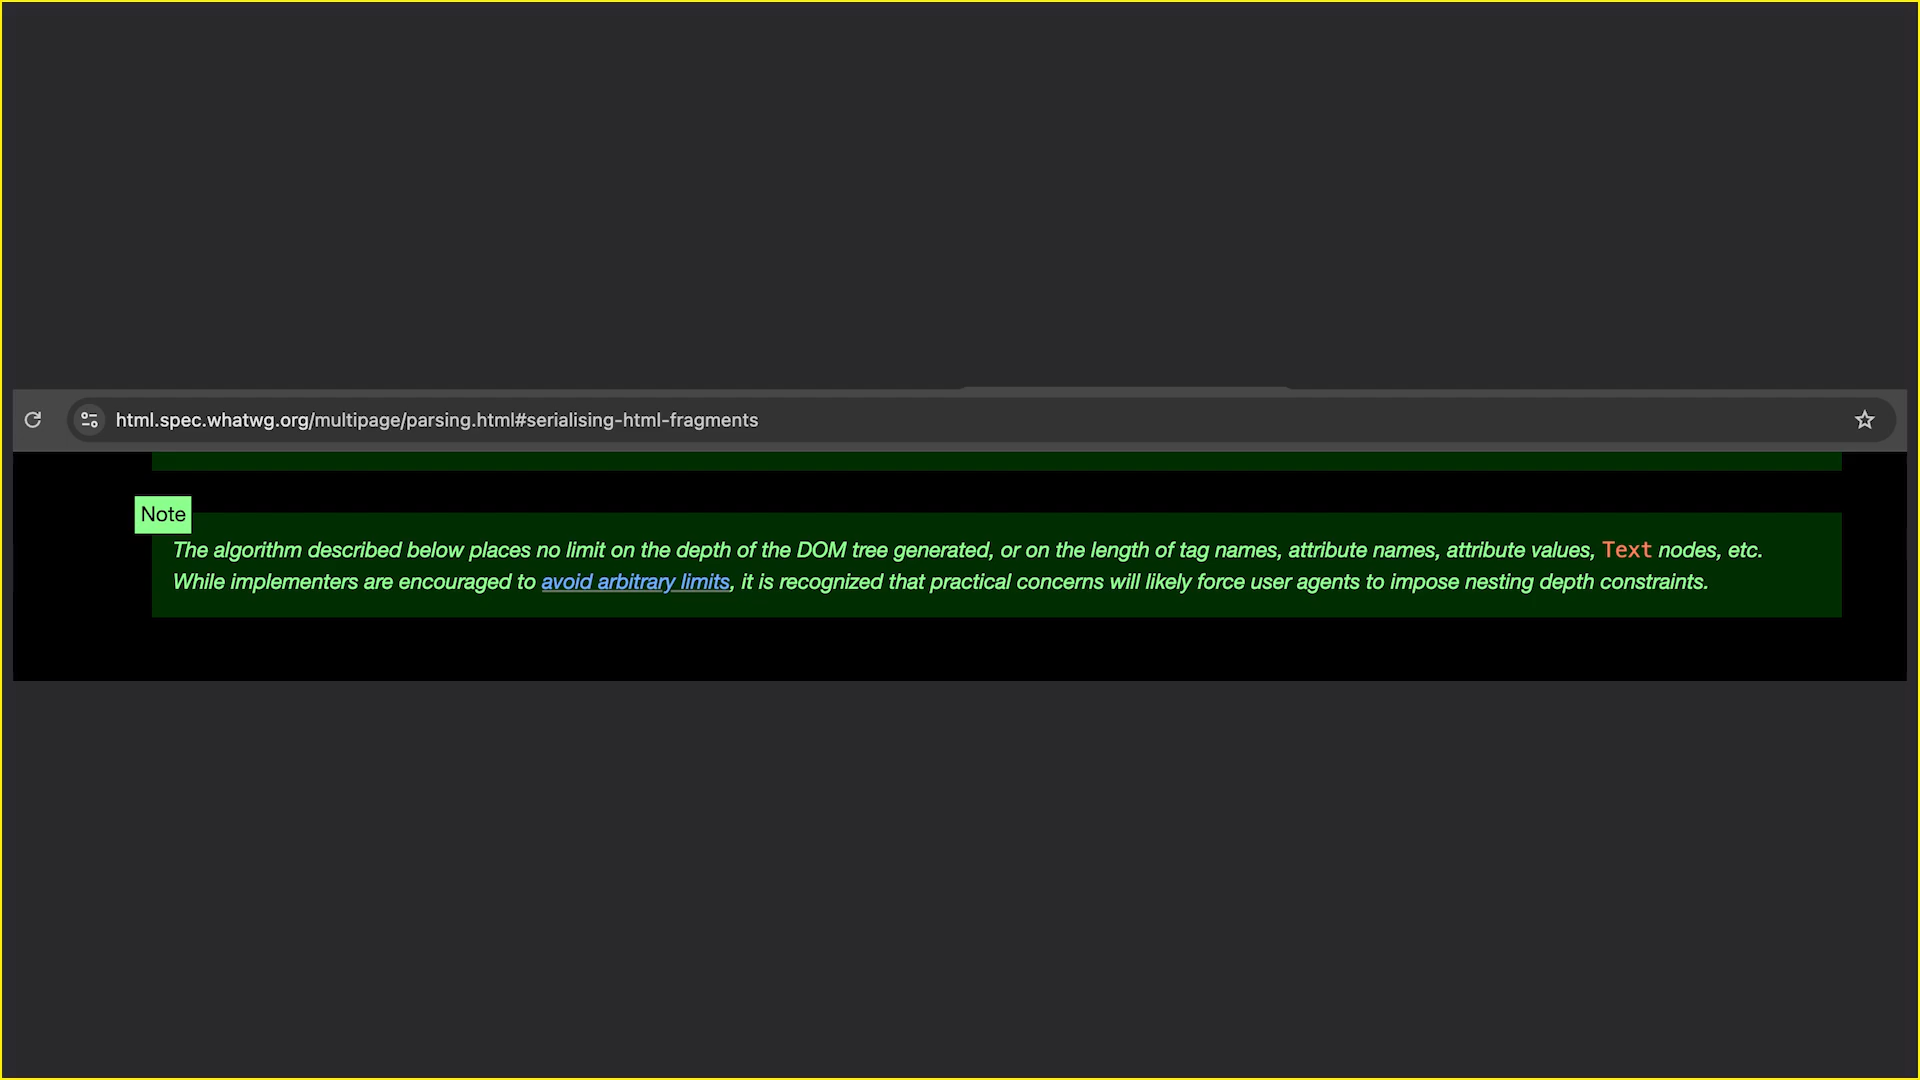 html.spec.whatwg.org/multipage/parsing.html#serialising-html-fragments
Note
The algorithm described below places no limit on the depth of the DOM tree generated, or on the length of tag names, attribute names, attribute values, Text nodes, etc.
While implementers are encouraged to avoid arbitrary limits, it is recognized that practical concerns will likely force user agents to impose nesting depth constraints.